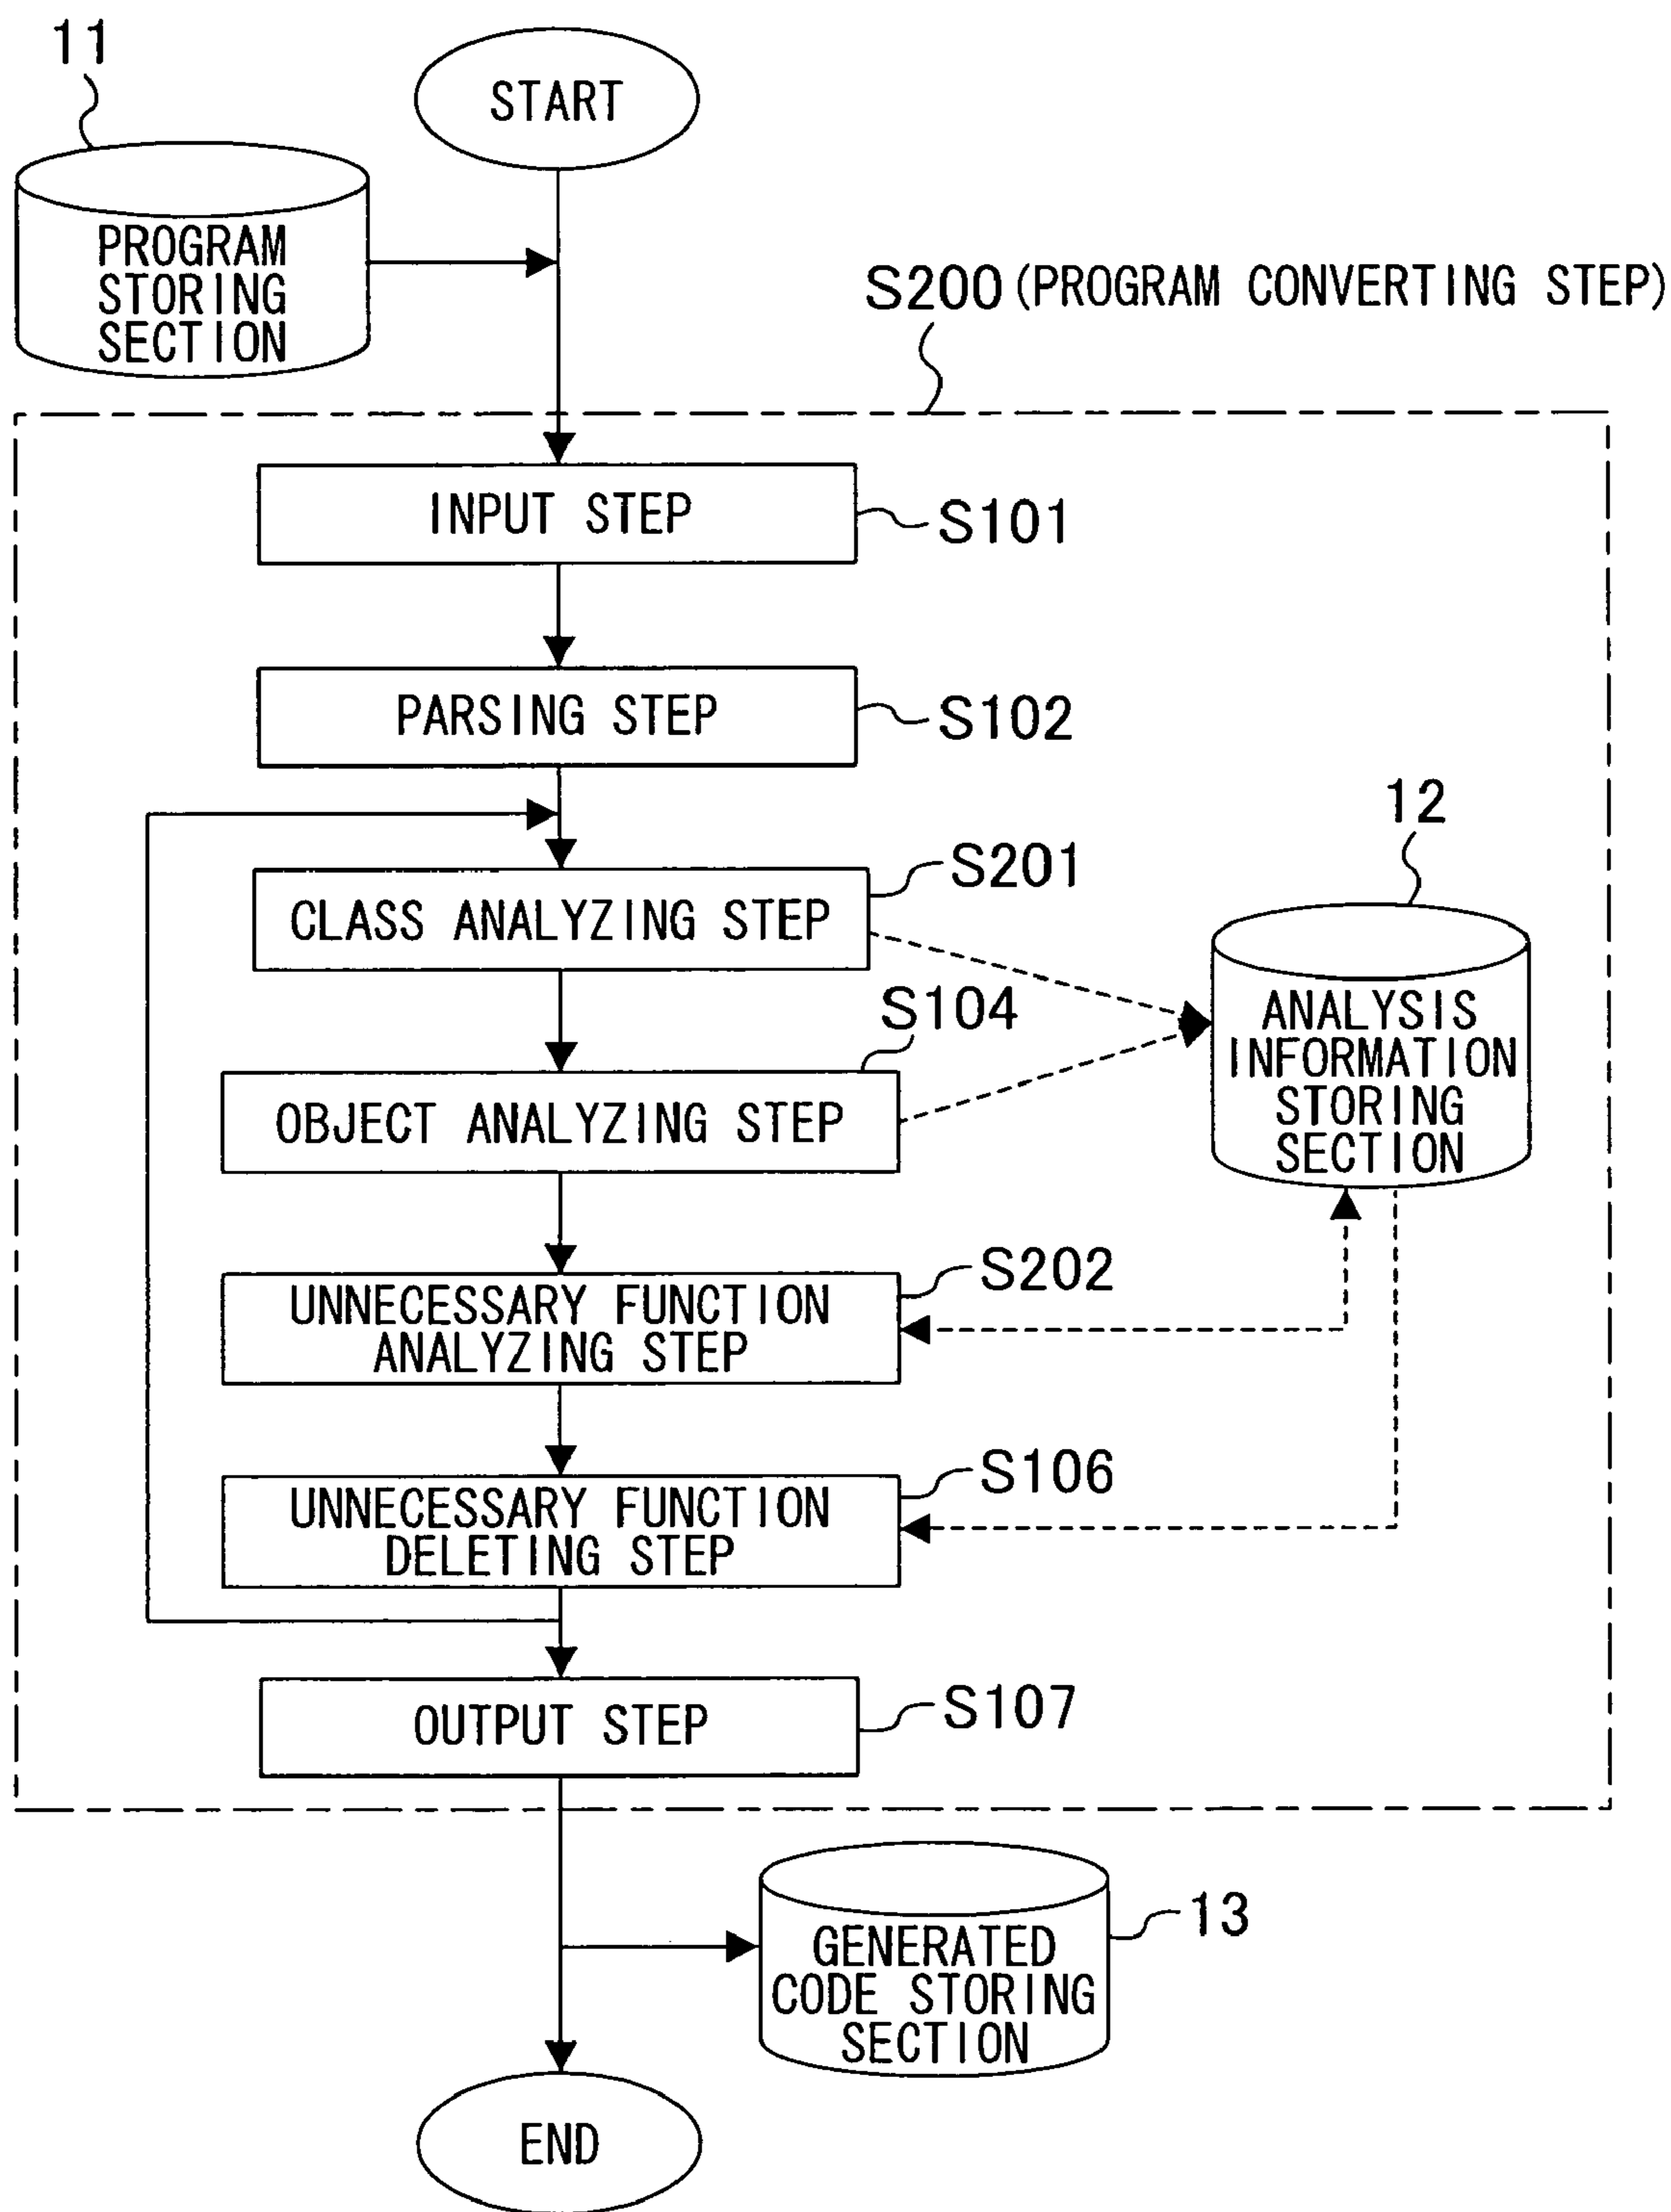 11
START
PROGRAM
STORING
SECTION
S200 (PROGRAM CONVERTING STEP)
INPUT STEP
S101
PARSING STEP
S102
12
S201
CLASS ANALYZING STEP
S104
ANALYSIS
INFORMATION
STORING
SECTION
OBJECT ANALYZING STEP
S202
UNNECESSARY FUNCTION
ANALYZING STEP
S106
UNNECESSARY FUNCTION
DELETING STEP
S107
OUTPUT STEP
13
GENERATED
CODE STORING
SECTION
END